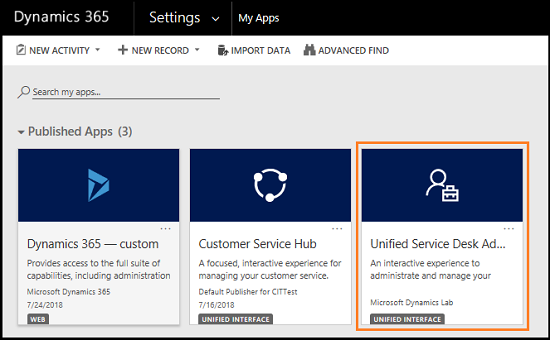 Dynamics 365 Settings My Apps
NEW ACTIVITY NEW RECORD IMPORT DATA ADVANCED FIND
Search my apps...
Published Apps (3)
Dynamics 365 — custom
Provides access to the full suite of
capabilities, including administration
Microsoft Dynamics 365
7/24/2018
WEB
Customer Service Hub
A focused, interactive experience for
managing your customer service.
Default Publisher for CITTest
7/16/2018
UNIFIED INTERFACE
Unified Service Desk Ad...
An interactive experience to
administrate and manage your
Microsoft Dynamics Lab
UNIFIED INTERFACE